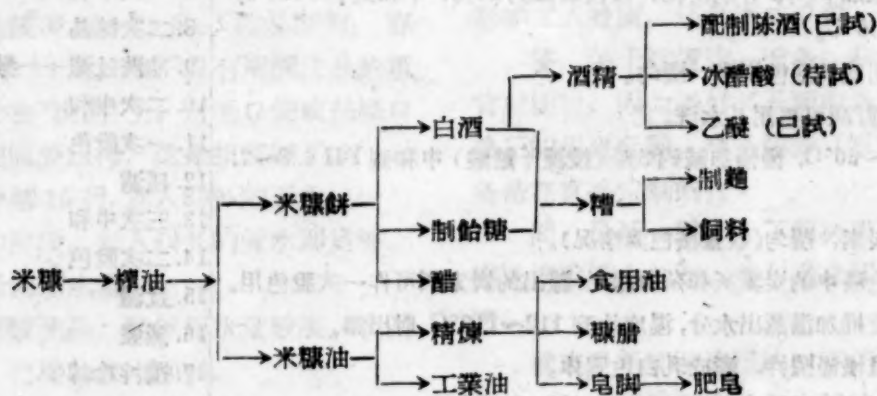 配制陈酒(已試)
酒精 冰醋酸(待試)
白酒 乙醚(已試)
米糠餅 糟 制麵
制飴糖 飼料
米糠 榨油 醋 食用油
精煉 糠腊
米糠油 工業油 皂脚 肥皂